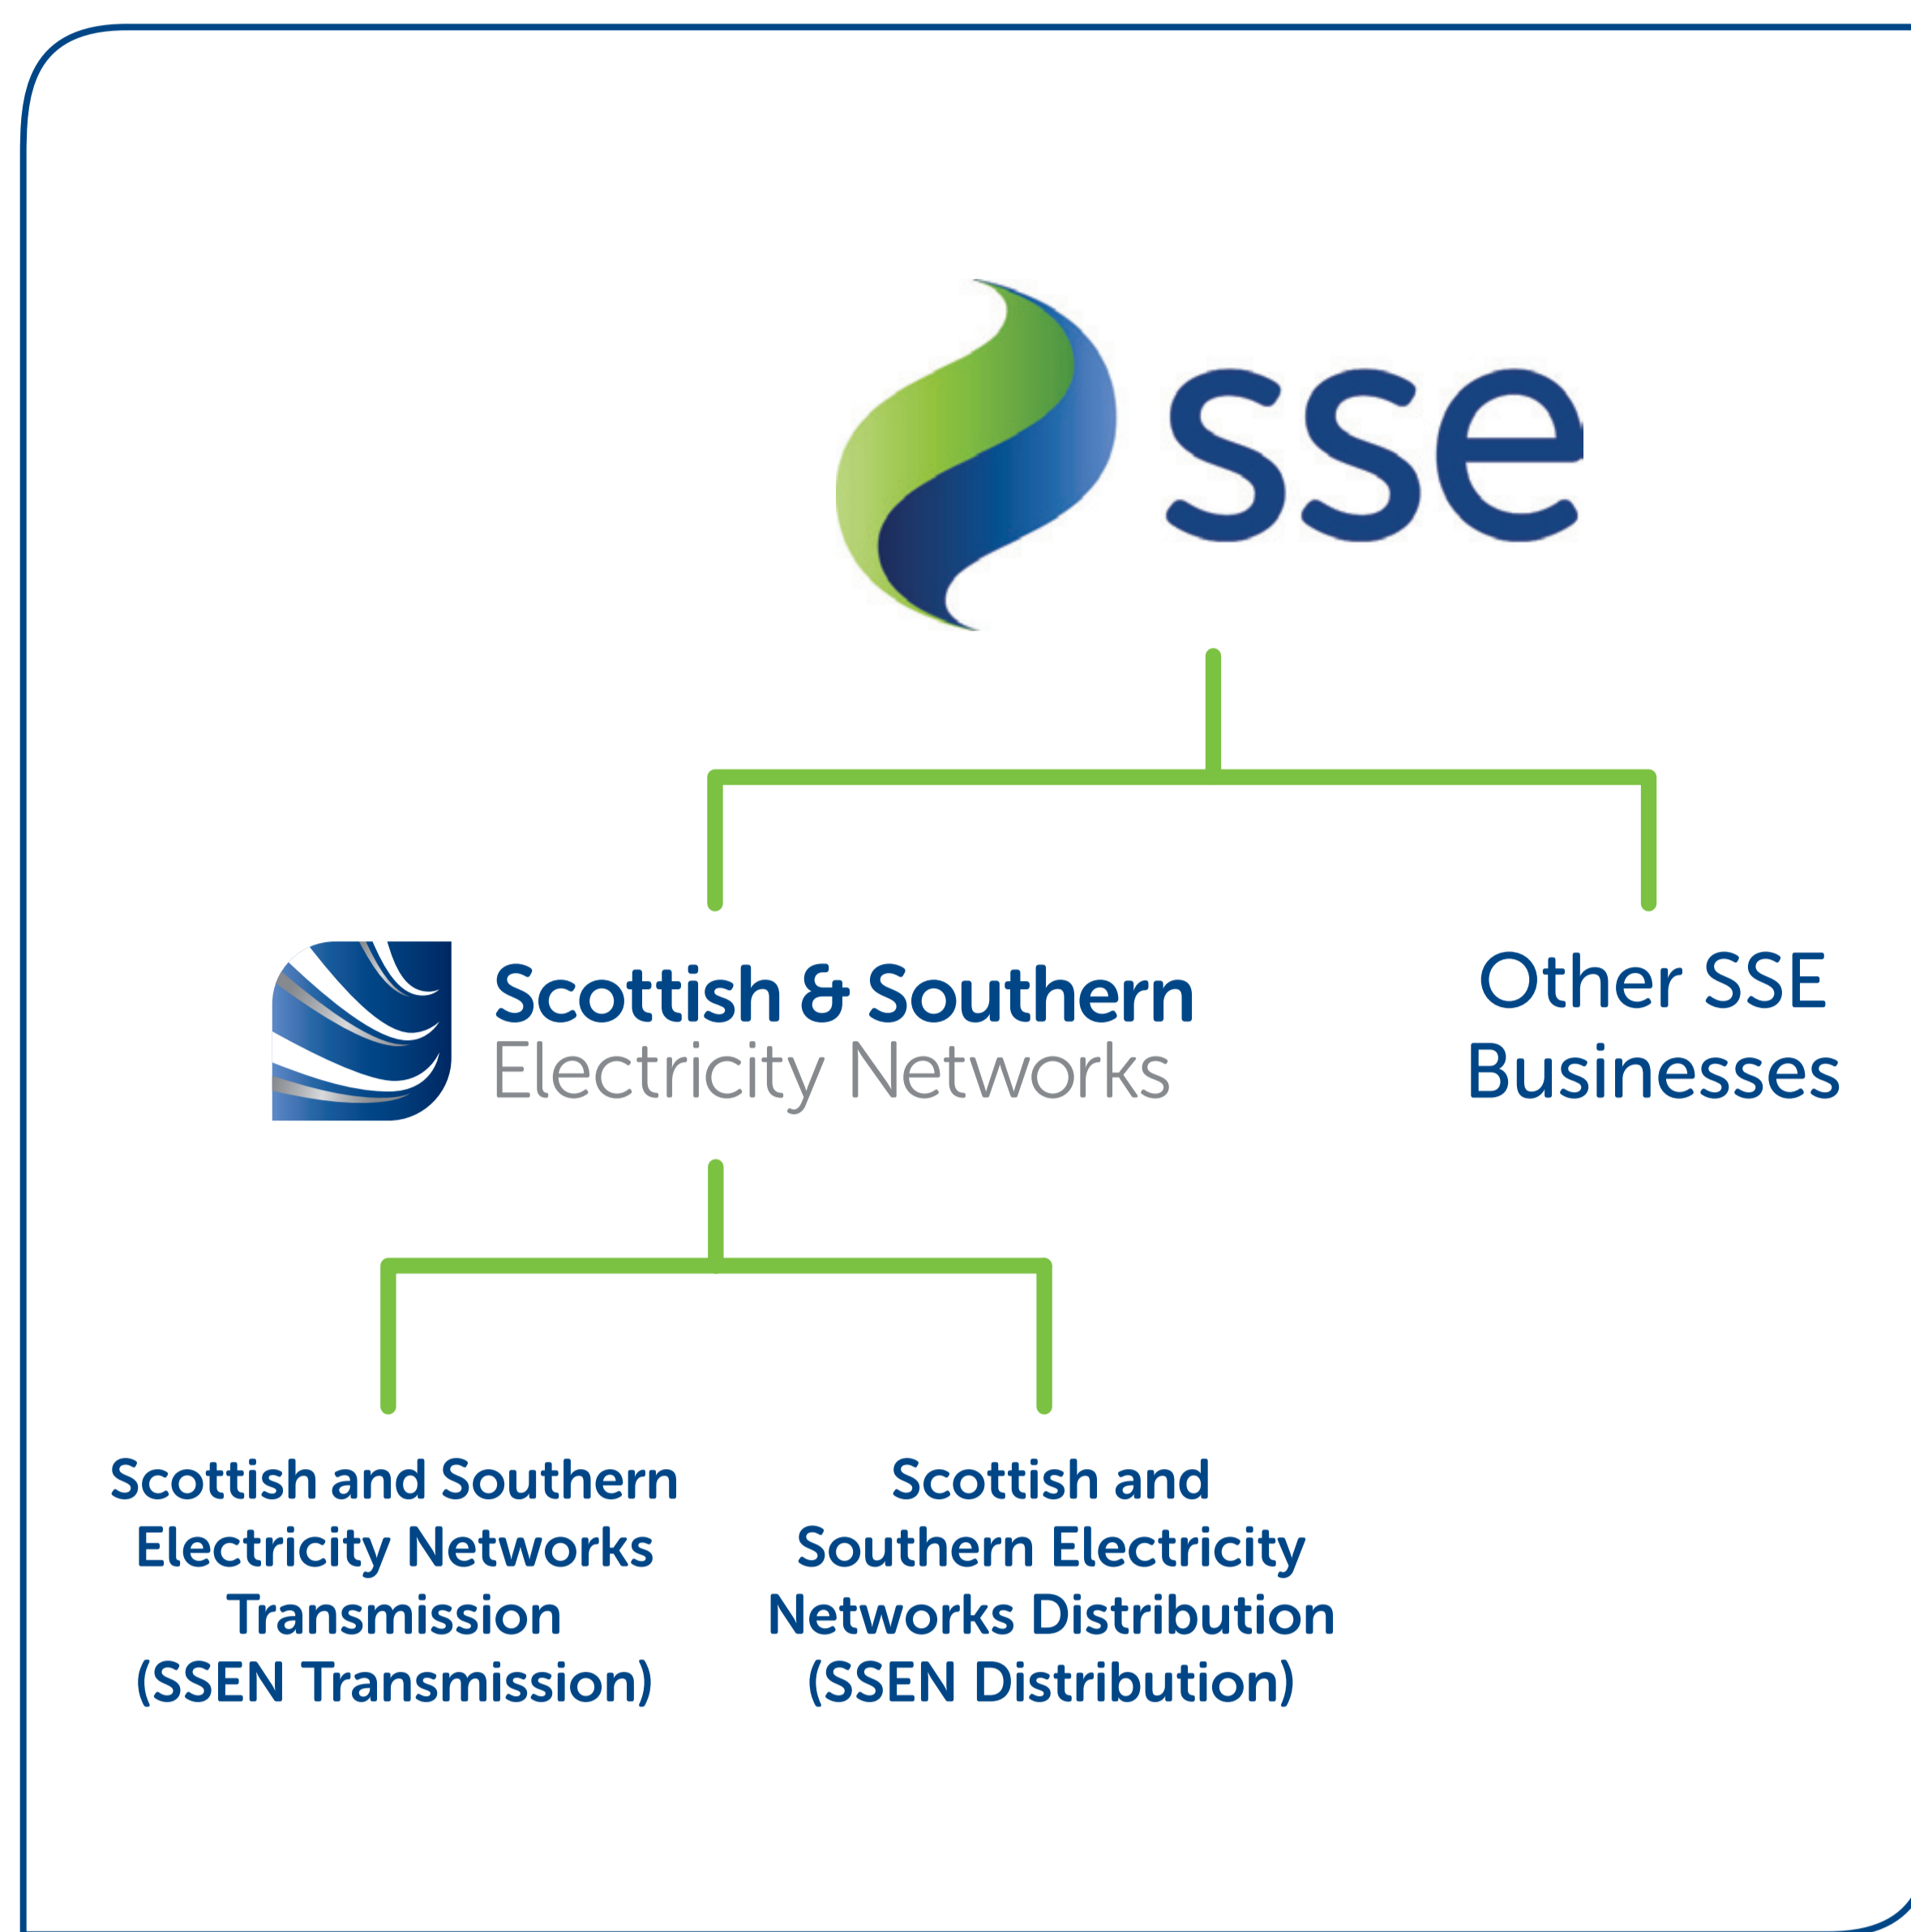 sse
Scottish & Southern
Electricity Networks
Other SSE
Businesses
Scottish and Southern
Electricity Networks
Transmission
(SSEN Transmission)
Scottish and
Southern Electricity
Networks Distribution
(SSEN Distribution)